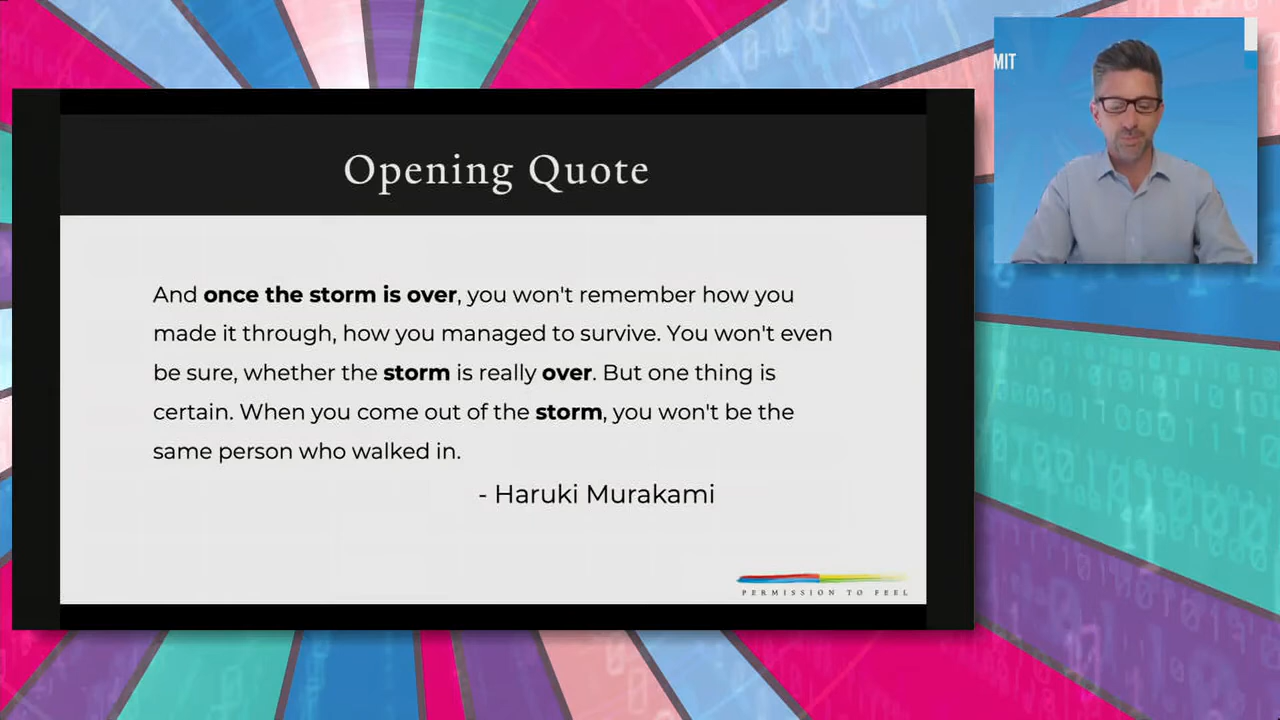 Opening Quote
MIT
And once the storm is over, you won't remember how you
made it through, how you managed to survive. You won't even
be sure, whether the storm is really over. But one thing is
certain. When you come out of the storm, you won't be the
same person who walked in.
- Haruki Murakami
PERMISSION TO FEEL